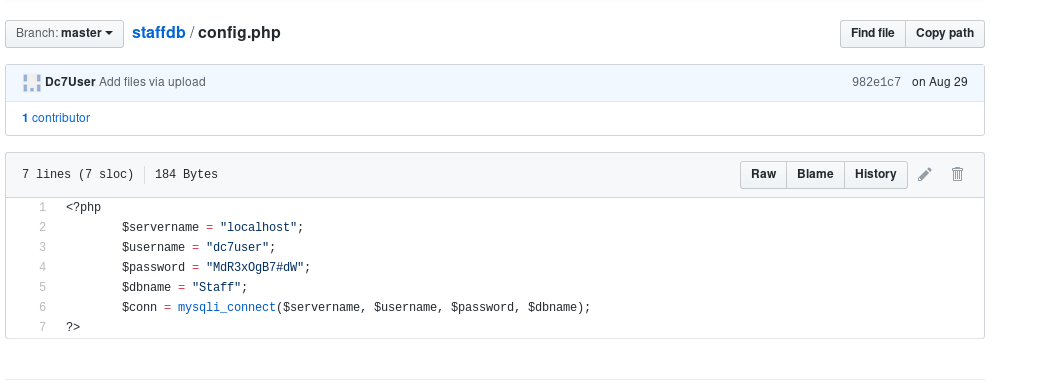 Branch: master staffdb / config.php Find file Copy path
Dc7User Add files via upload 982e1c7 on Aug 29
1 contributor
7 lines (7 sloc) 184 Bytes Raw Blame History
1 <?php
2 $servername = "localhost";
3 $username = "dc7user";
4 $password = "MdR3xOgB7#dW";
5 $dbname = "Staff";
6 $conn = mysqli_connect($servername, $username, $password, $dbname);
7 ?>